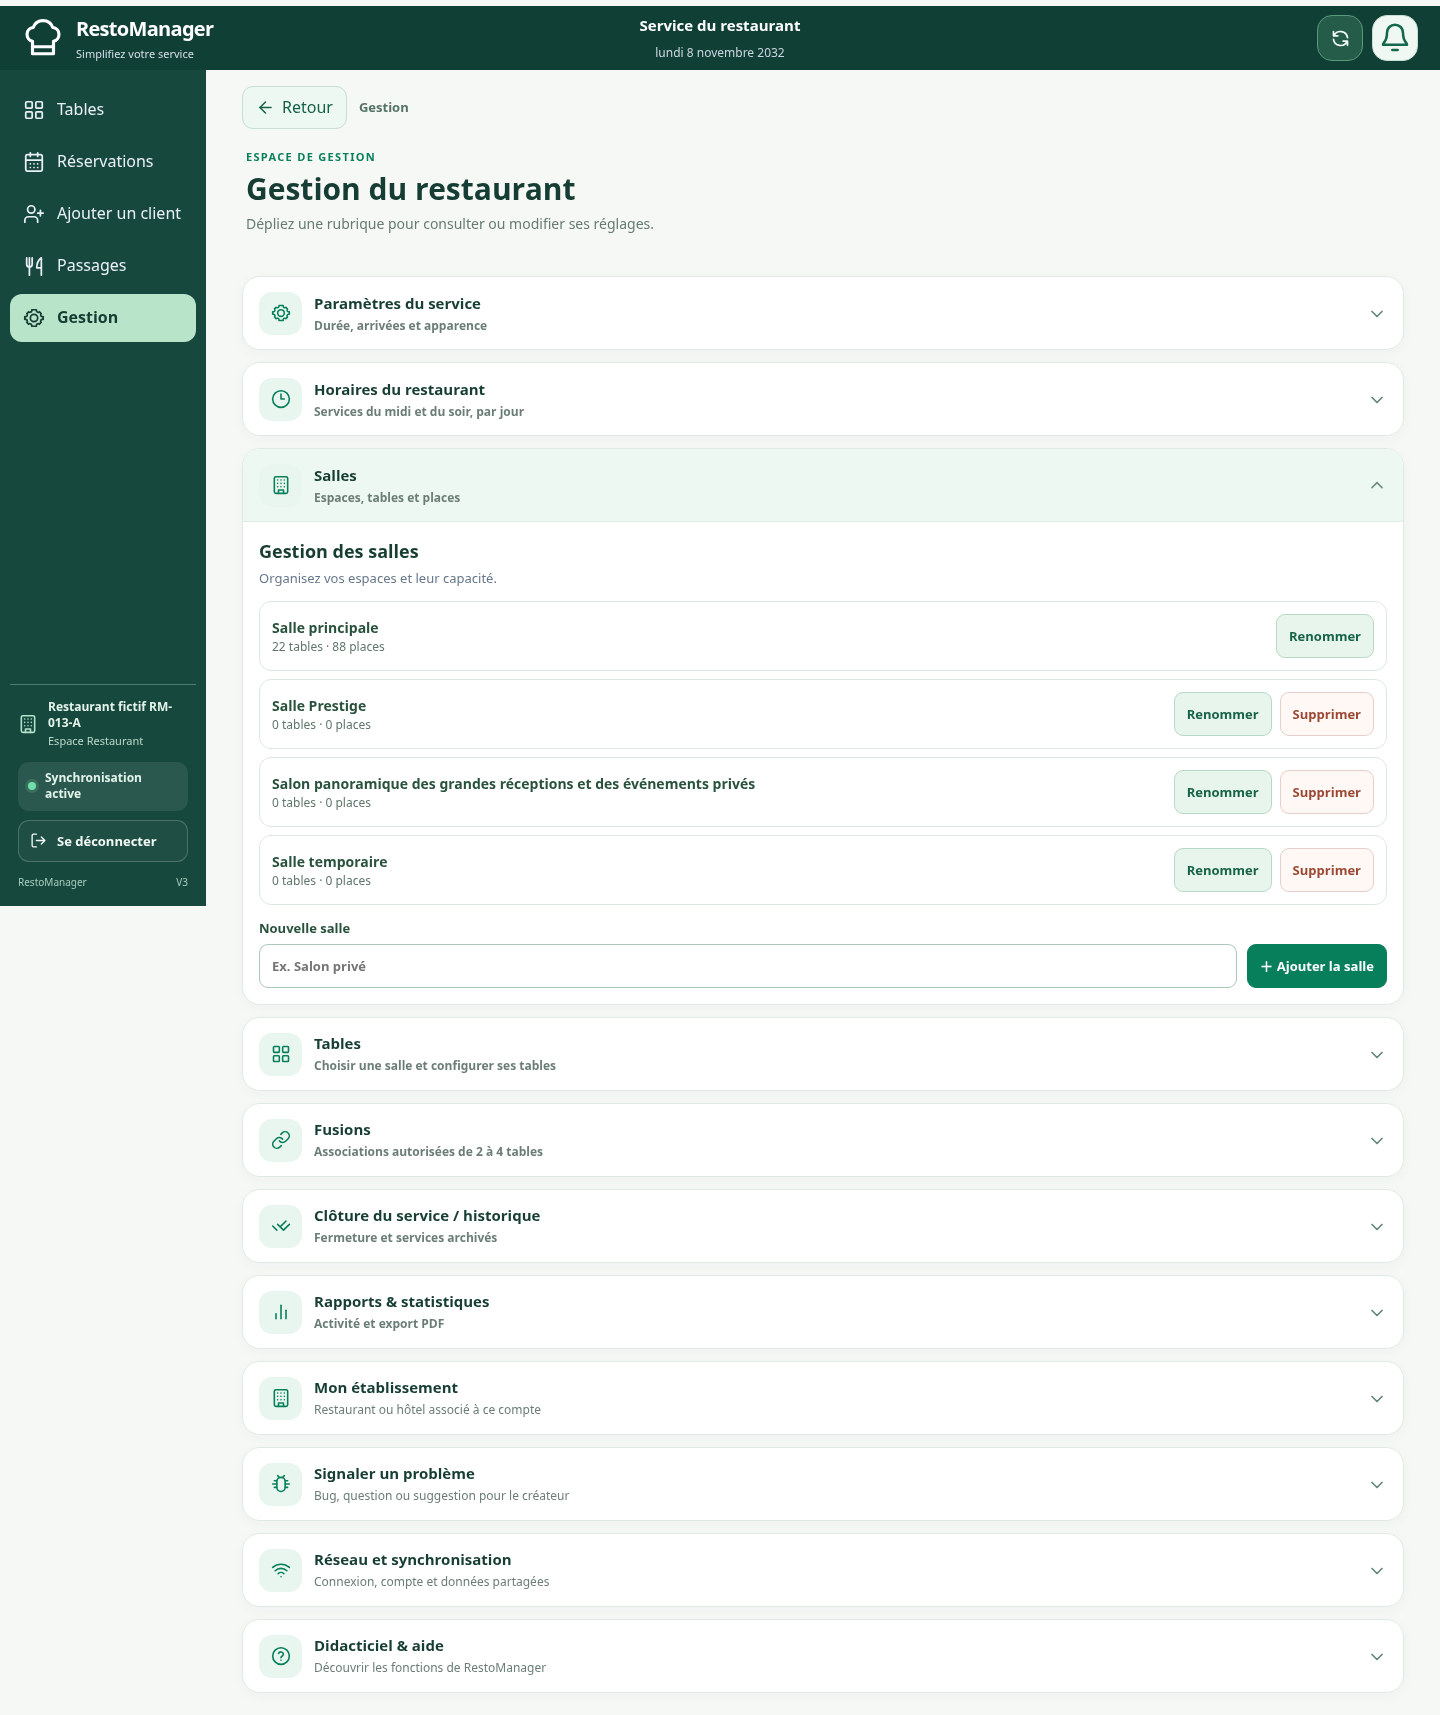 RestoManager
Simplifiez votre service
Service du restaurant
lundi 8 novembre 2032
Tables
Réservations
Ajouter un client
Passages
Gestion
Restaurant fictif RM-
013-A
Espace Restaurant
Synchronisation
active
Se déconnecter
RestoManager V3
Retour Gestion
ESPACE DE GESTION
Gestion du restaurant
Dépliez une rubrique pour consulter ou modifier ses réglages.
Paramètres du service
Durée, arrivées et apparence
Horaires du restaurant
Services du midi et du soir, par jour
Salles
Espaces, tables et places
Gestion des salles
Organisez vos espaces et leur capacité.
Salle principale
22 tables · 88 places
Renommer
Salle Prestige
0 tables · 0 places
Renommer Supprimer
Salon panoramique des grandes réceptions et des événements privés
0 tables · 0 places
Renommer Supprimer
Salle temporaire
0 tables · 0 places
Renommer Supprimer
Nouvelle salle
Ex. Salon privé
+ Ajouter la salle
Tables
Choisir une salle et configurer ses tables
Fusions
Associations autorisées de 2 à 4 tables
Clôture du service / historique
Fermeture et services archivés
Rapports & statistiques
Activité et export PDF
Mon établissement
Restaurant ou hôtel associé à ce compte
Signaler un problème
Bug, question ou suggestion pour le créateur
Réseau et synchronisation
Connexion, compte et données partagées
Didacticiel & aide
Découvrir les fonctions de RestoManager